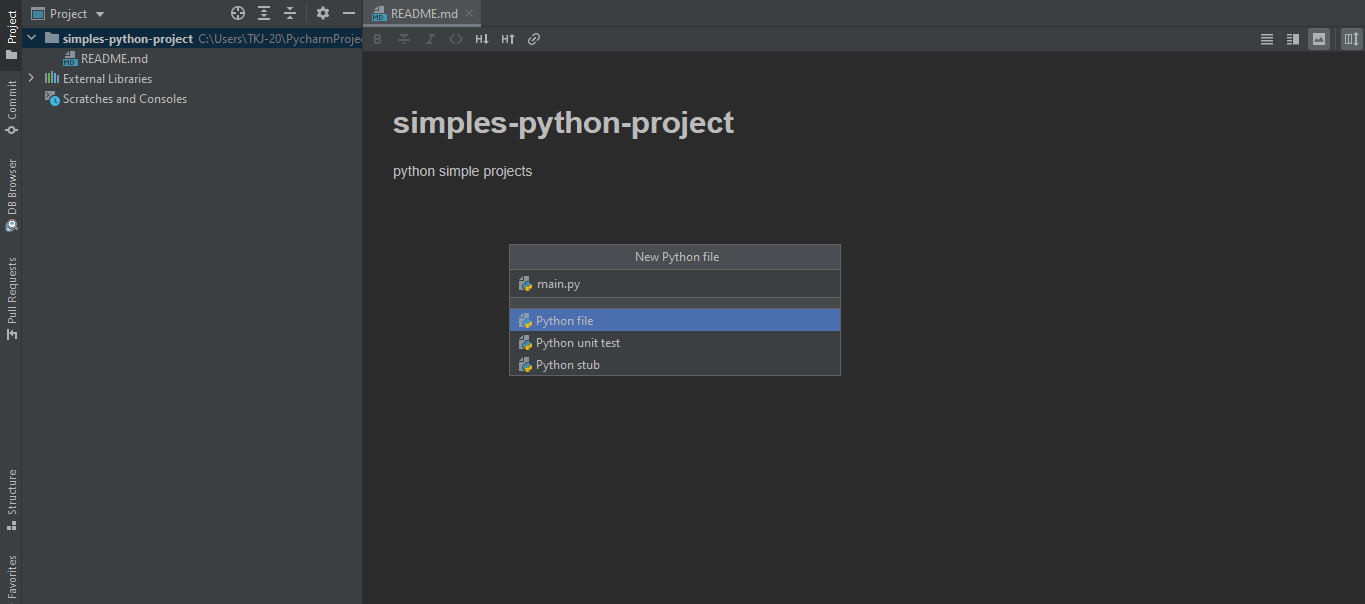 Project
README.md
simples-python-project C:\Users\TKJ-20\PycharmProje
README.md
External Libraries
Scratches and Consoles
Project
Commit
DB Browser
Pull Requests
Structure
Favorites
B I <> H↓ H↑
simples-python-project
python simple projects
New Python file
main.py
Python file
Python unit test
Python stub